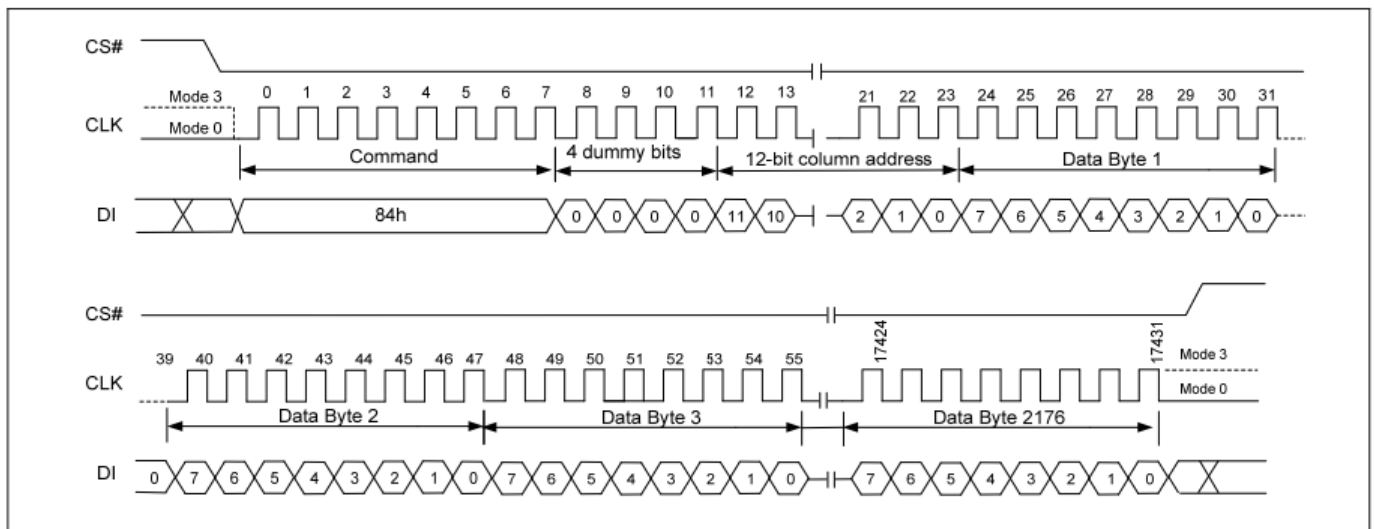 CS#
Mode 3 0 1 2 3 4 5 6 7 8 9 10 11 12 13 21 22 23 24 25 26 27 28 29 30 31
CLK
Mode 0
Command 4 dummy bits 12-bit column address Data Byte 1
DI 84h 0 0 0 0 11 10 2 1 0 7 6 5 4 3 2 1 0
CS#
39 40 41 42 43 44 45 46 47 48 49 50 51 52 53 54 55 17424 17431 Mode 3
CLK Mode 0
Data Byte 2 Data Byte 3 Data Byte 2176
DI 0 7 6 5 4 3 2 1 0 7 6 5 4 3 2 1 0 7 6 5 4 3 2 1 0